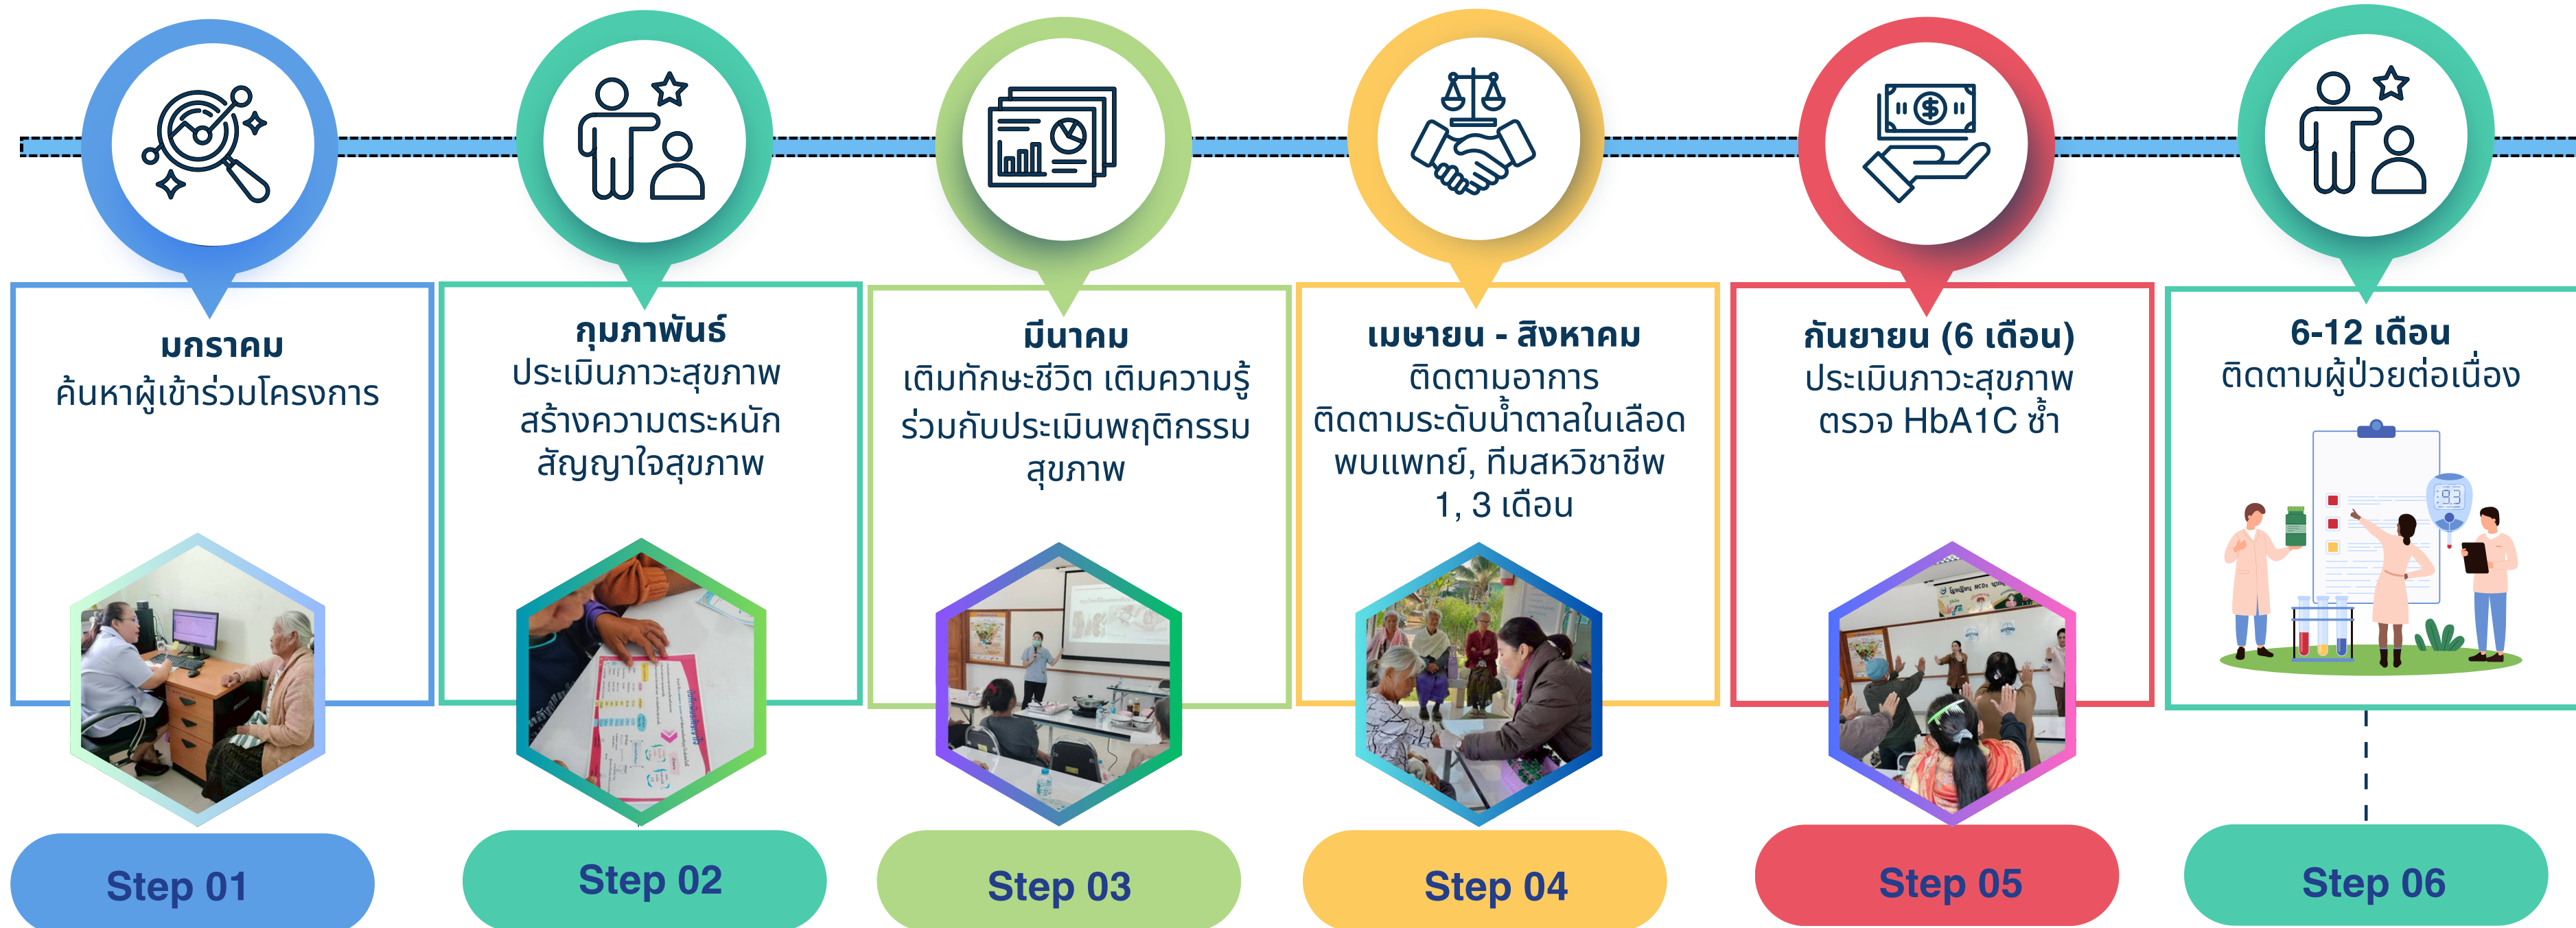 มกราคม
ค้นหาผู้เข้าร่วมโครงการ
กุมภาพันธ์
ประเมินภาวะสุขภาพ
สร้างความตระหนัก
สัญญาใจสุขภาพ
มีนาคม
เติมทักษะชีวิต เติมความรู้
ร่วมกับประเมินพฤติกรรม
สุขภาพ
เมษายน - สิงหาคม
ติดตามอาการ
ติดตามระดับน้ำตาลในเลือด
พบแพทย์, ทีมสหวิชาชีพ
1, 3 เดือน
กันยายน (6 เดือน)
ประเมินภาวะสุขภาพ
ตรวจ HbA1C ซ้ำ
6-12 เดือน
ติดตามผู้ป่วยต่อเนื่อง
93
โรงเรียน NCDs
Step 01
Step 02
Step 03
Step 04
Step 05
Step 06